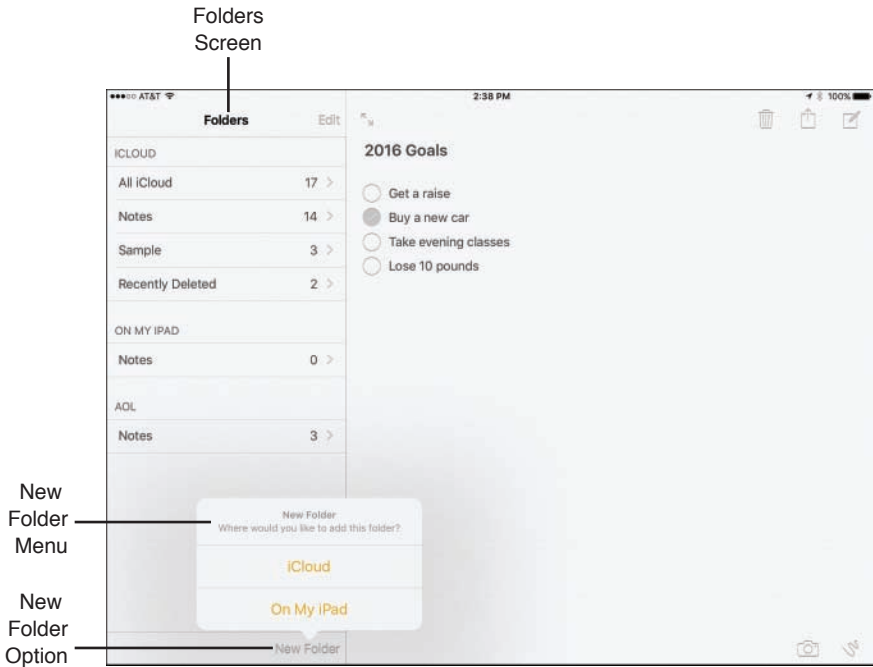 Folders
Screen
AT&T
2:38 PM
100%
Folders
Edit
ICLOUD
All iCloud 17 >
Notes 14 >
Sample 3 >
Recently Deleted 2 >
ON MY IPAD
Notes 0 >
AOL
Notes 3 >
2016 Goals
Get a raise
Buy a new car
Take evening classes
Lose 10 pounds
New
Folder
Menu
New Folder
Where would you like to add this folder?
iCloud
On My iPad
New
Folder
Option
New Folder